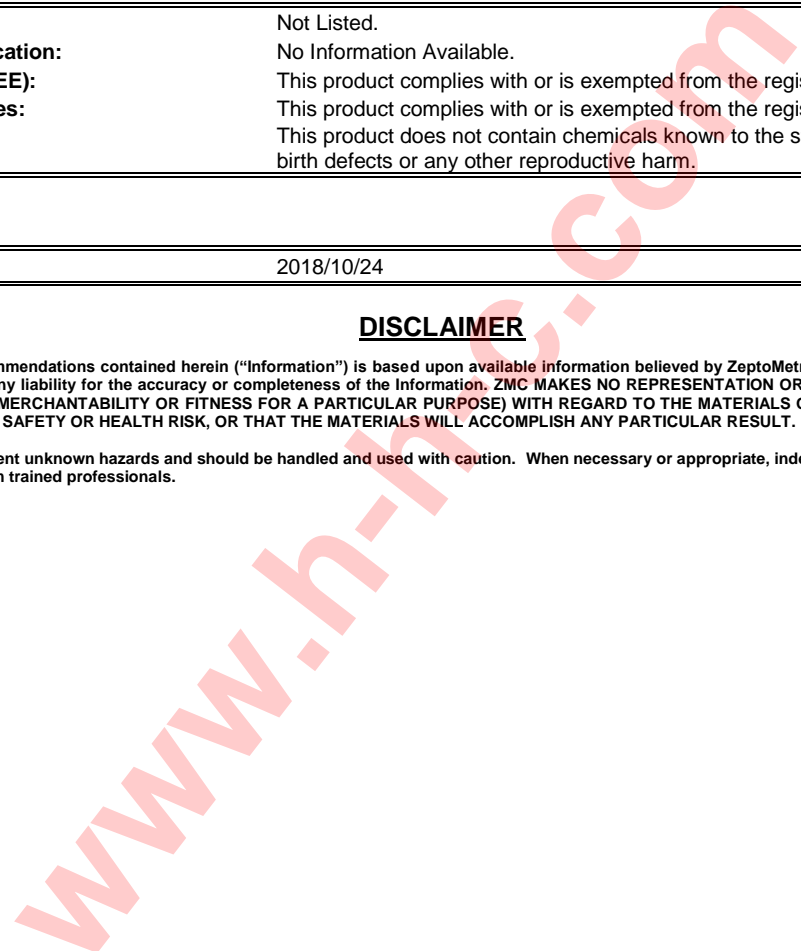 Not Listed.
cation: No Information Available.
EE): This product complies with or is exempted from the regis
es: This product complies with or is exempted from the regis
This product does not contain chemicals known to the s
birth defects or any other reproductive harm.
2018/10/24
DISCLAIMER
mmendations contained herein (“Information”) is based upon available information believed by ZeptoMetr
ny liability for the accuracy or completeness of the Information. ZMC MAKES NO REPRESENTATION OR
MERCHANTABILITY OR FITNESS FOR A PARTICULAR PURPOSE) WITH REGARD TO THE MATERIALS O
SAFETY OR HEALTH RISK, OR THAT THE MATERIALS WILL ACCOMPLISH ANY PARTICULAR RESULT.
ent unknown hazards and should be handled and used with caution. When necessary or appropriate, inde
n trained professionals.
www.h-h-c.com